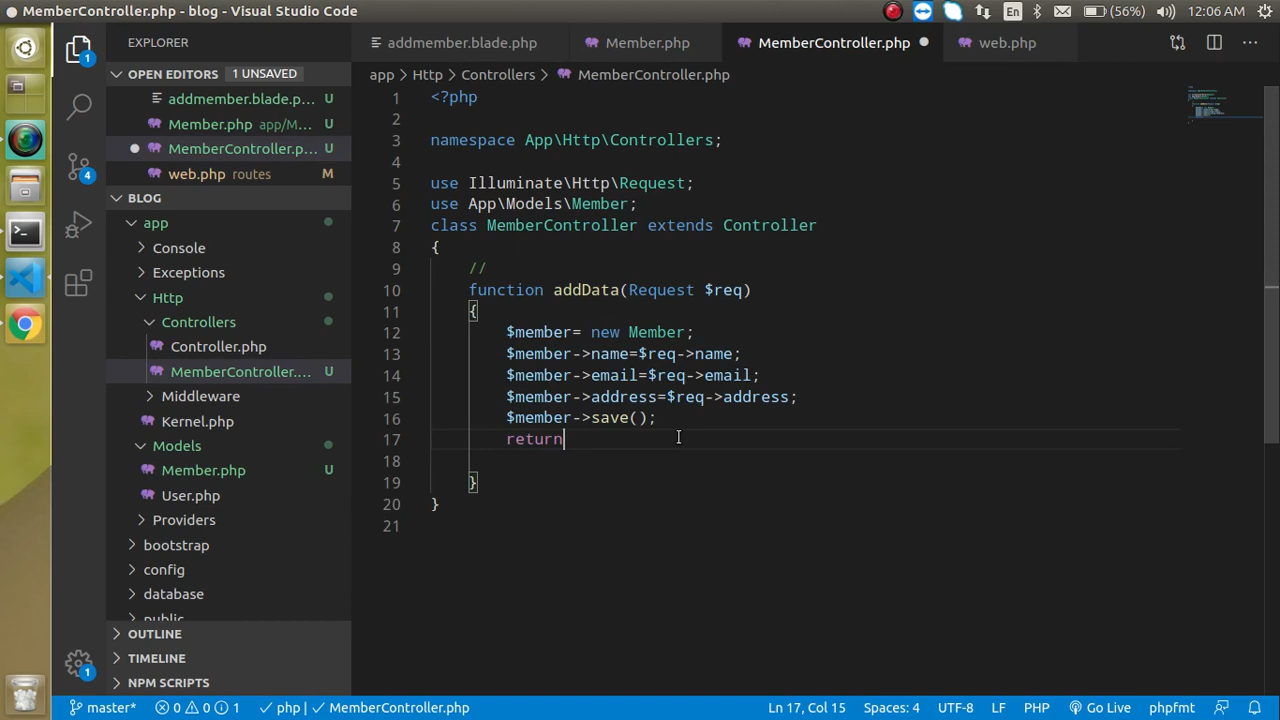 MemberController.php - blog - Visual Studio Code
En
(56%)
12:06 AM
EXPLORER
addmember.blade.php
Member.php
MemberController.php
web.php
OPEN EDITORS 1 UNSAVED
addmember.blade.p... U
Member.php app/M... U
MemberController.p... U
web.php routes M
BLOG
app
Console
Exceptions
Http
Controllers
Controller.php
MemberController.... U
Middleware
Kernel.php
Models
Member.php U
User.php
Providers
bootstrap
config
database
public
OUTLINE
TIMELINE
NPM SCRIPTS
1
4
1
app > Http > Controllers > MemberController.php
1 <?php
2
3 namespace App\Http\Controllers;
4
5 use Illuminate\Http\Request;
6 use App\Models\Member;
7 class MemberController extends Controller
8 {
9 //
10 function addData(Request $req)
11 {
12 $member= new Member;
13 $member->name=$req->name;
14 $member->email=$req->email;
15 $member->address=$req->address;
16 $member->save();
17 return
18
19 }
20 }
21
master* 0 0 1 php | MemberController.php Ln 17, Col 15 Spaces: 4 UTF-8 LF PHP Go Live phpfmt